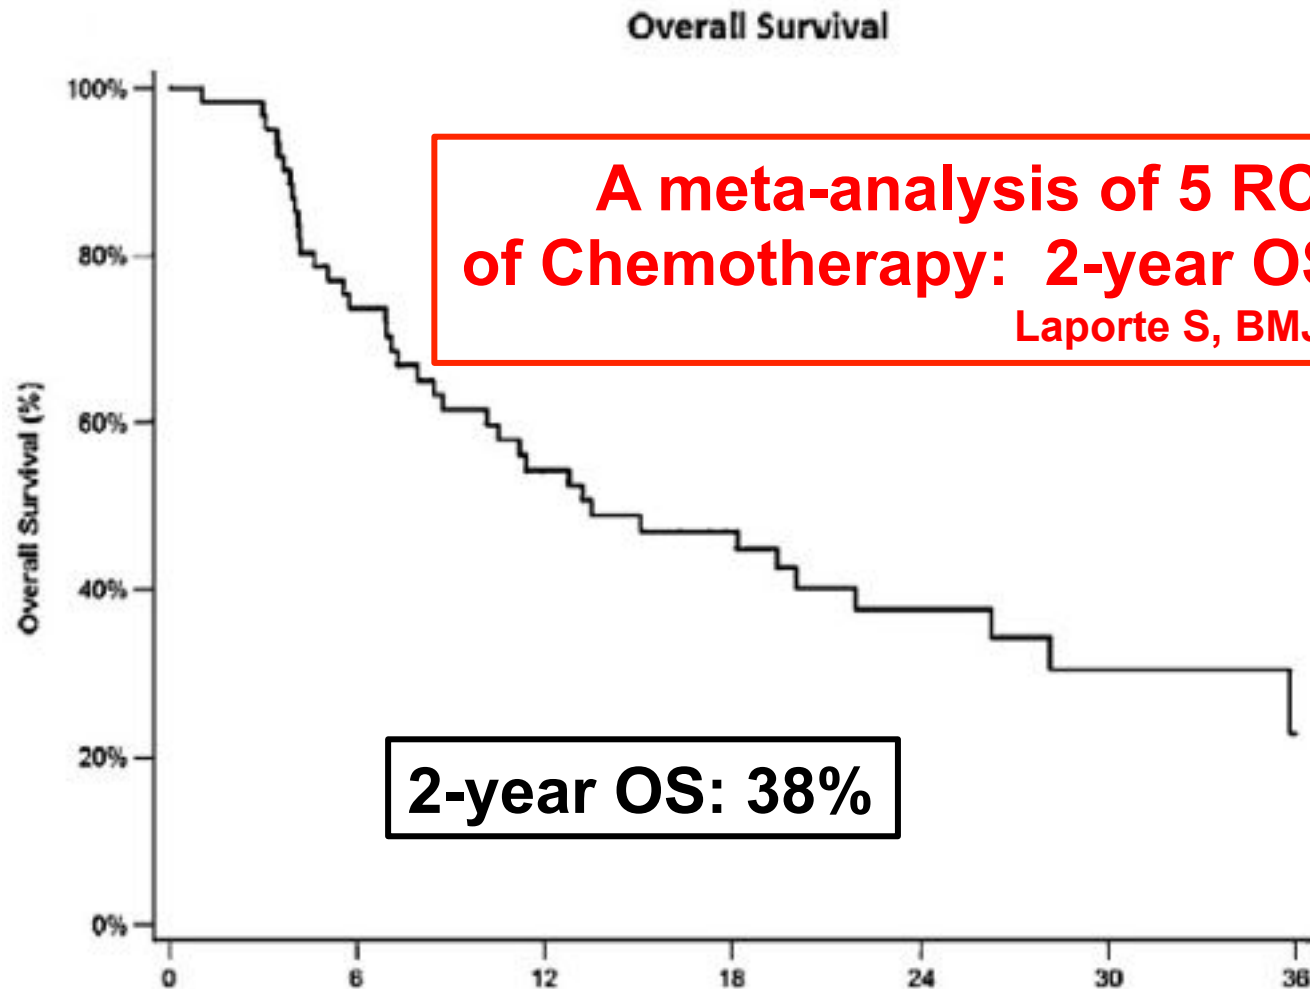 Overall Survival
100%
80%
60%
40%
20%
0%
Overall Survival (%)
A meta-analysis of 5 RC
of Chemotherapy: 2-year OS
Laporte S, BMJ
2-year OS: 38%
0 6 12 18 24 30 36